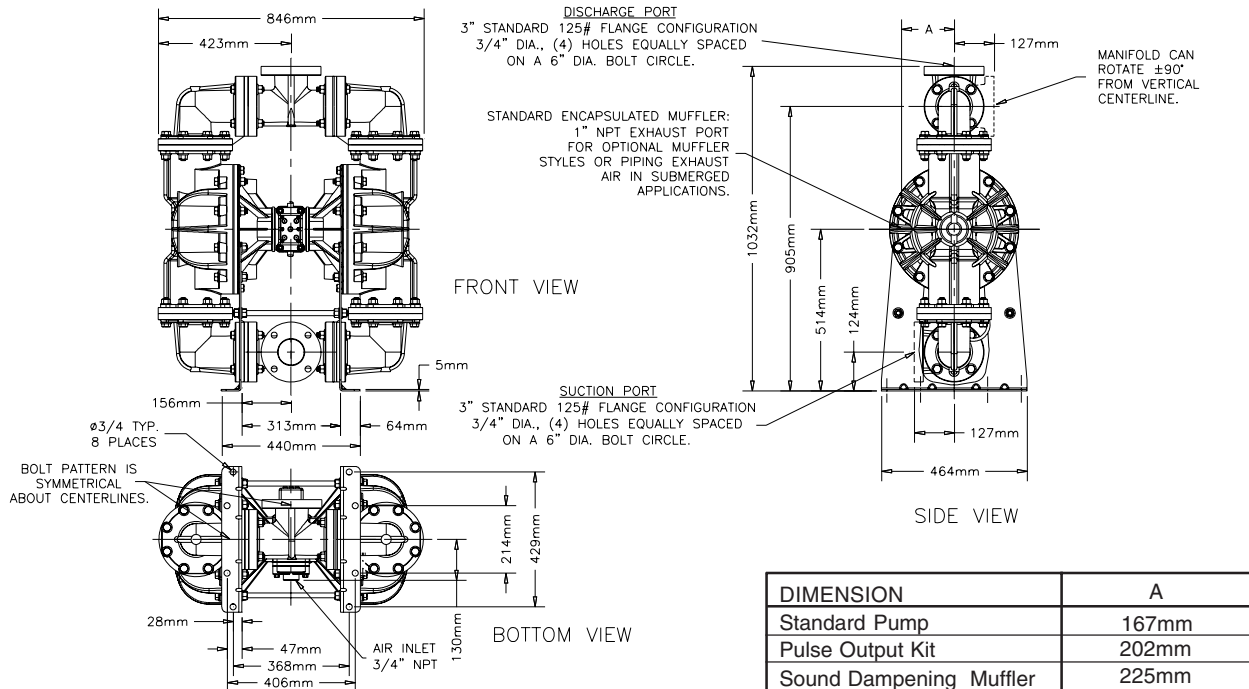 846mm
423mm
DISCHARGE PORT
3" STANDARD 125# FLANGE CONFIGURATION
3/4" DIA., (4) HOLES EQUALLY SPACED
ON A 6" DIA. BOLT CIRCLE.
A
127mm
MANIFOLD CAN
ROTATE ±90°
FROM VERTICAL
CENTERLINE.
STANDARD ENCAPSULATED MUFFLER:
1" NPT EXHAUST PORT
FOR OPTIONAL MUFFLER
STYLES OR PIPING EXHAUST
AIR IN SUBMERGED
APPLICATIONS.
1032mm
905mm
514mm
124mm
FRONT VIEW
5mm
156mm
313mm
64mm
440mm
SUCTION PORT
3" STANDARD 125# FLANGE CONFIGURATION
3/4" DIA., (4) HOLES EQUALLY SPACED
ON A 6" DIA. BOLT CIRCLE.
127mm
464mm
SIDE VIEW
ø3/4 TYP.
8 PLACES
BOLT PATTERN IS
SYMMETRICAL
ABOUT CENTERLINES.
214mm
429mm
130mm
28mm
47mm
368mm
406mm
AIR INLET
3/4" NPT
BOTTOM VIEW
DIMENSION A
Standard Pump 167mm
Pulse Output Kit 202mm
Sound Dampening Muffler 225mm